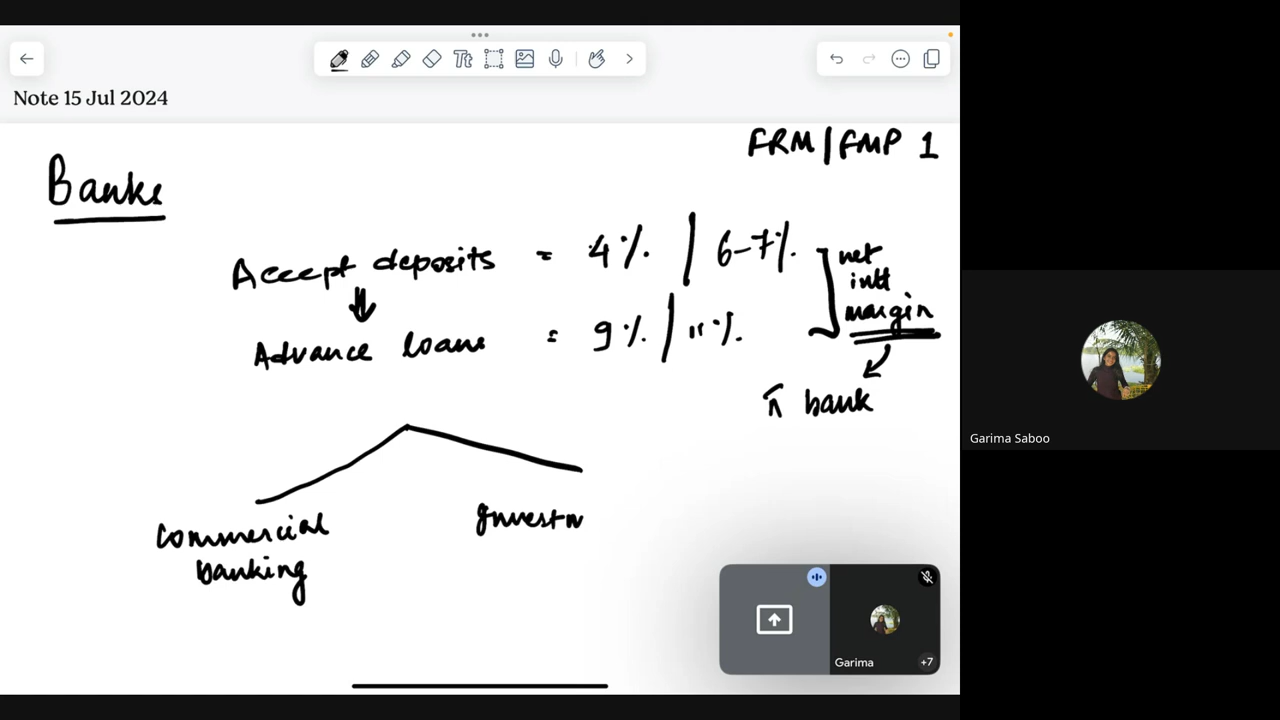 Note 15 Jul 2024
FRM/FMP 1
Banks
Accept deposits = 4% | 6-7%
net
intt
margin
Advance loans = 9% | 11%
π bank
Commercial
banking
Investm
Garima
+7
Garima Saboo
Tt